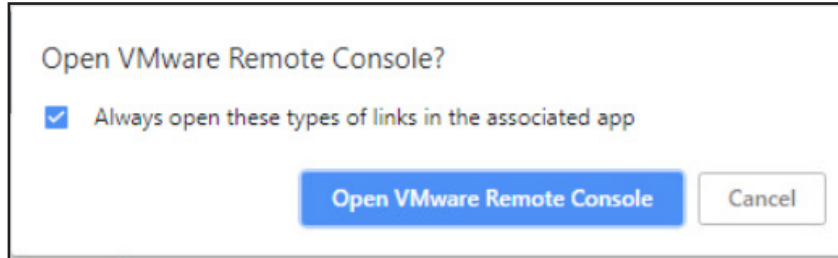 Open VMware Remote Console?
Always open these types of links in the associated app
Open VMware Remote Console Cancel